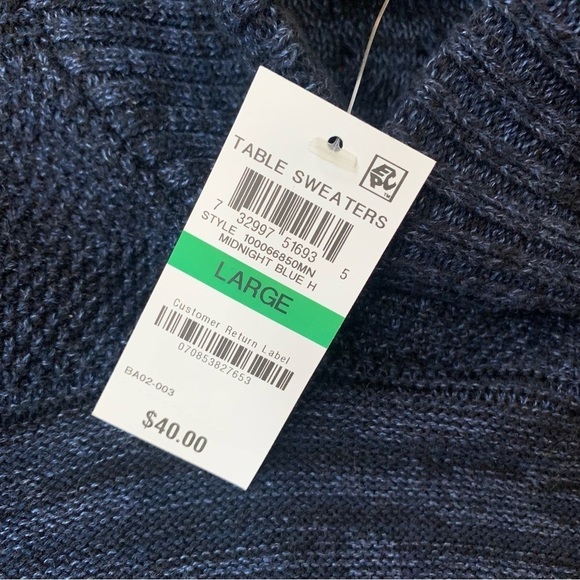 TABLE SWEATERS
7 32997 51693 5
STYLE 100066850MN
MIDNIGHT BLUE H
LARGE
Customer Return Label
070853827653
BA02-003
$40.00